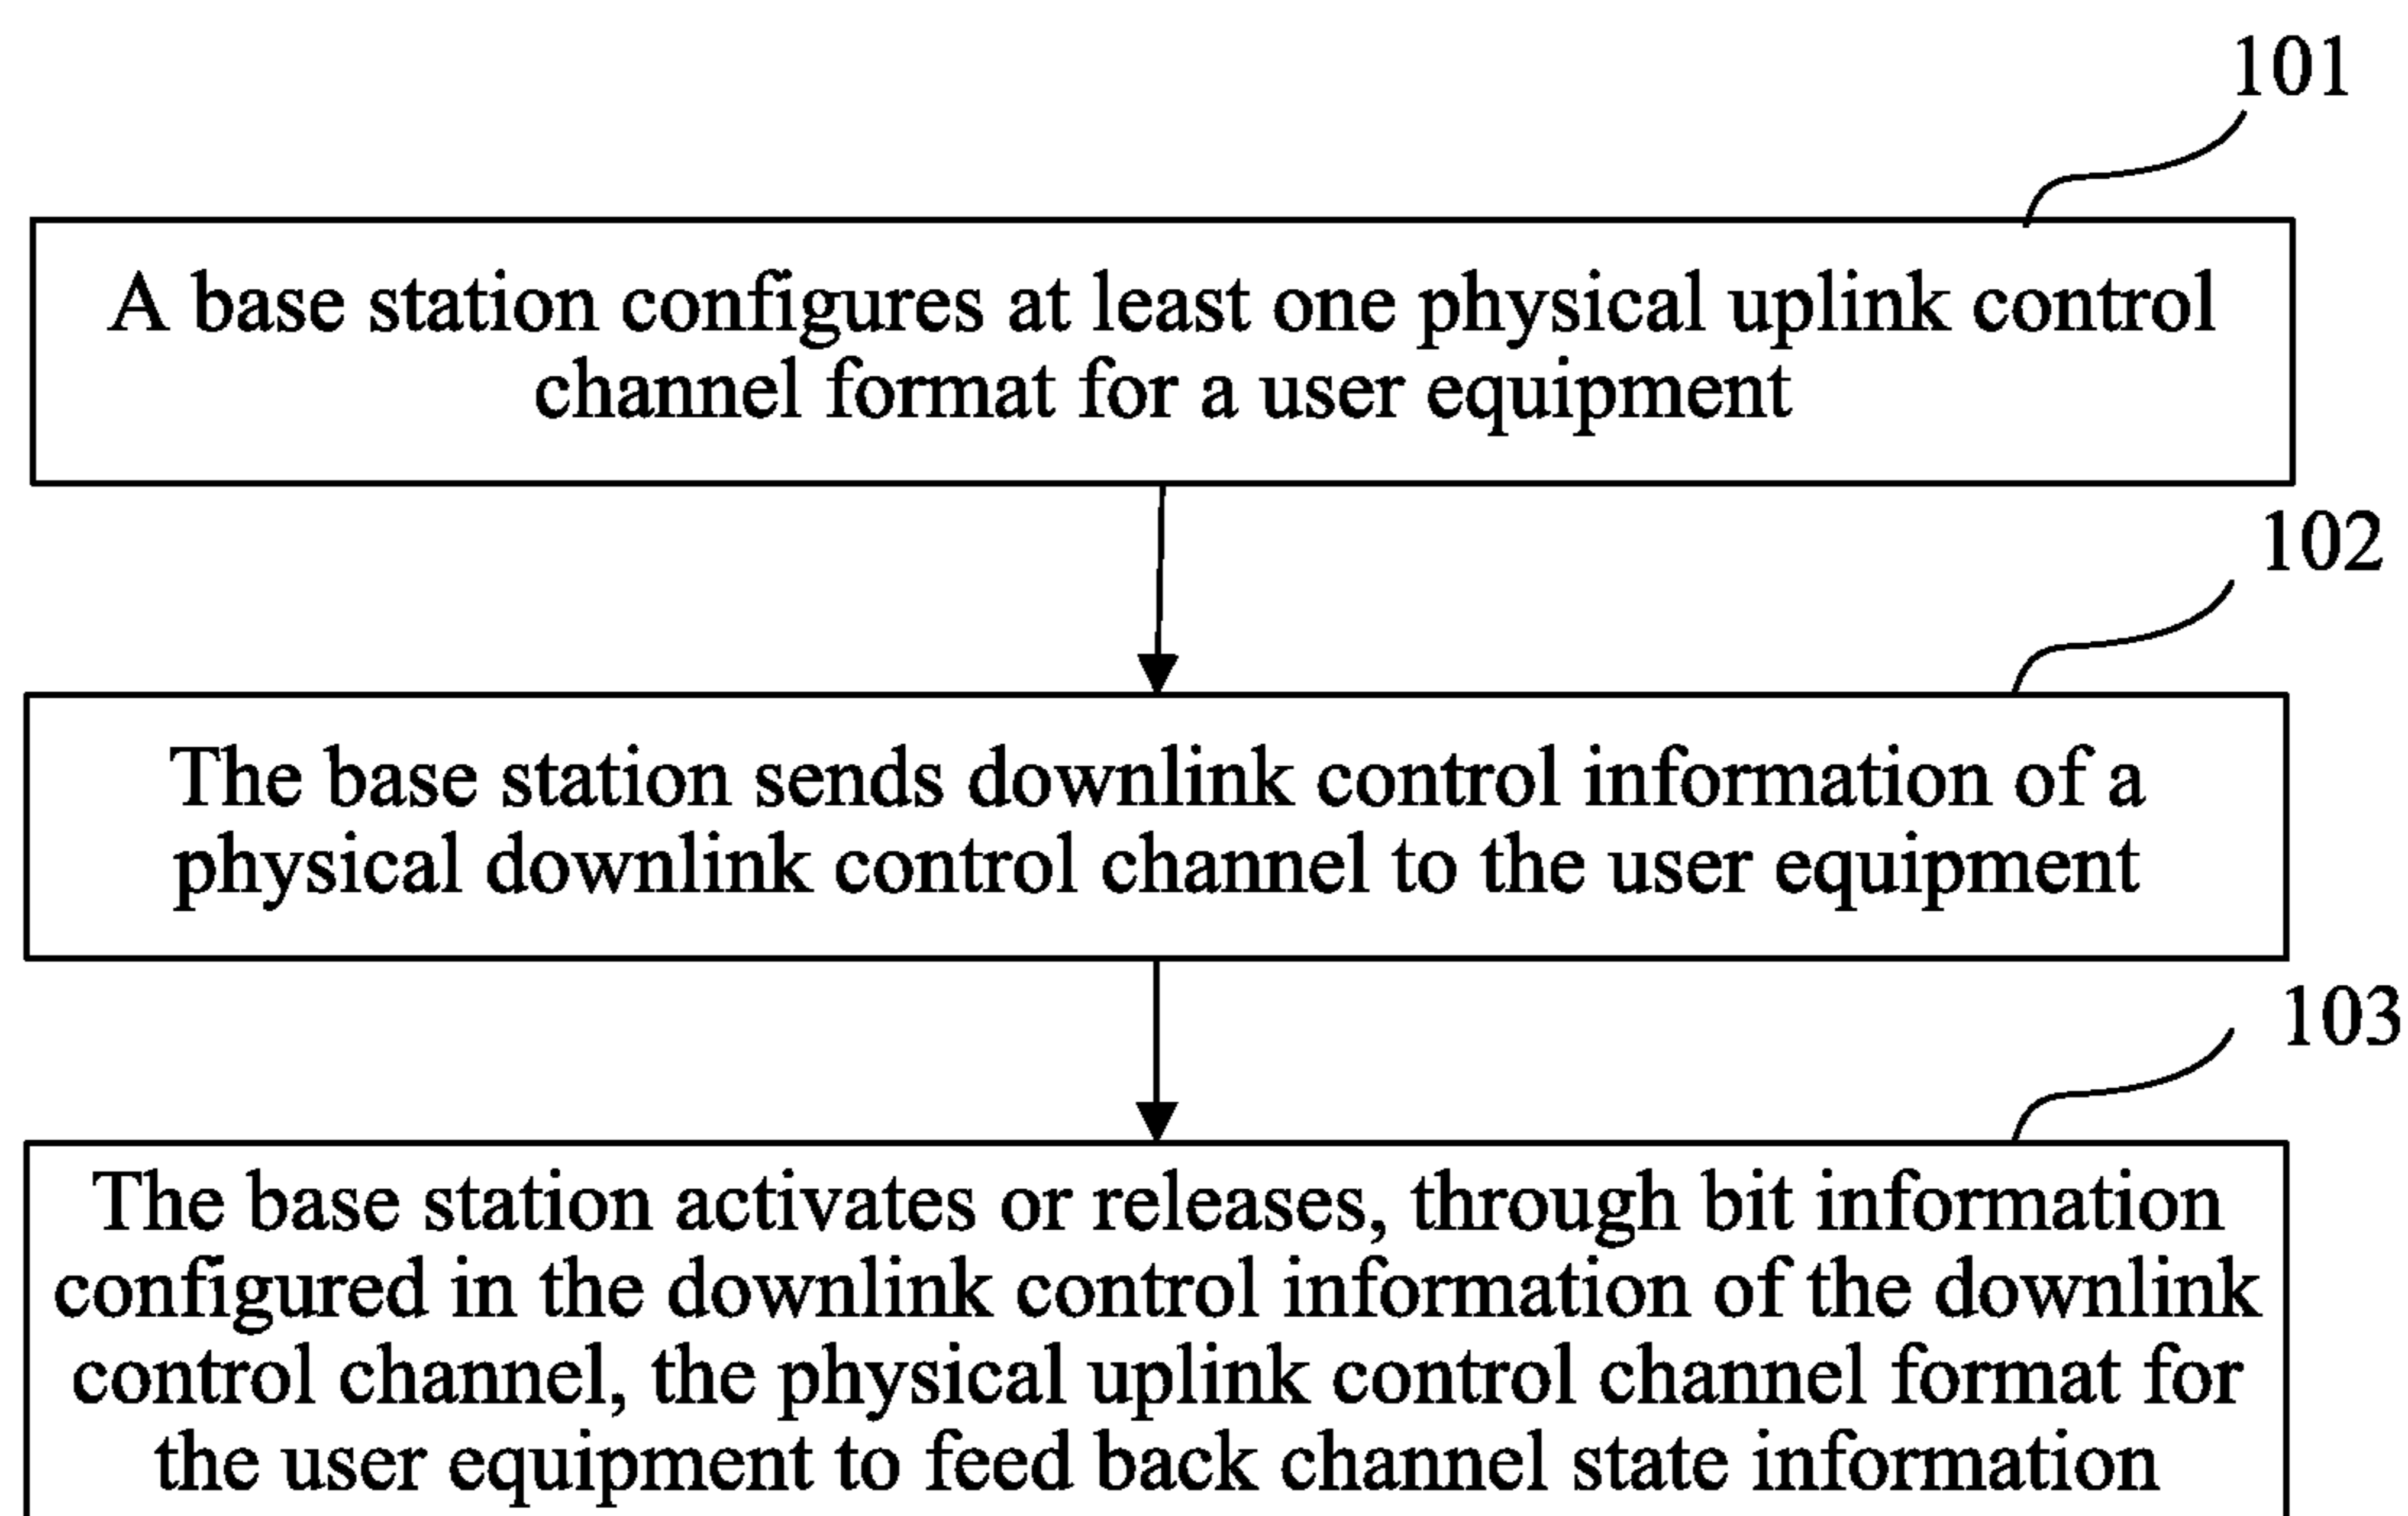 101
A base station configures at least one physical uplink control
channel format for a user equipment
102
The base station sends downlink control information of a
physical downlink control channel to the user equipment
103
The base station activates or releases, through bit information
configured in the downlink control information of the downlink
control channel, the physical uplink control channel format for
the user equipment to feed back channel state information